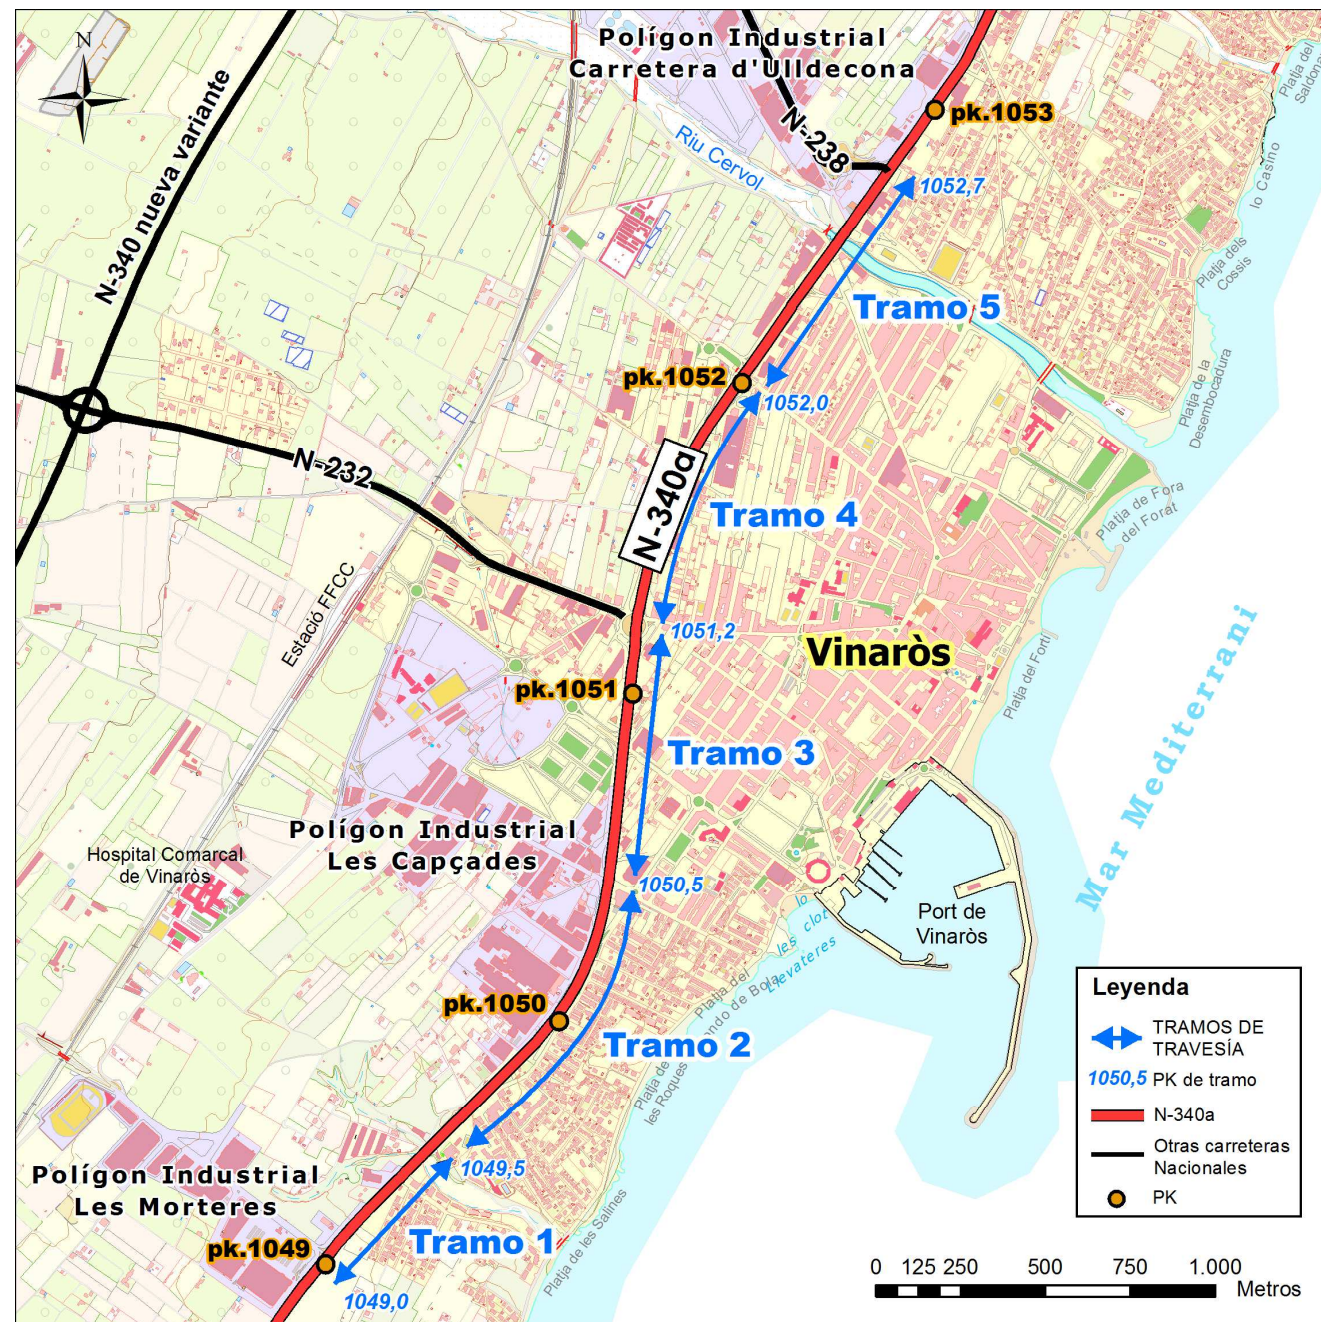 N
Polígon Industrial
Carretera d'Ulldecona
Platja del
Saldonar
pk.1053
N-238
Riu Cervol
1052,7
lo Casino
N-340 nueva variante
Platja dels
Cossis
Tramo 5
pk.1052
1052,0
Platja de la
Desembocadura
N-232
N-340a
Tramo 4
Platja de Fora
del Forat
Estació FFCC
1051,2
Vinaròs
Platja del Fortí
pk.1051
Tramo 3
Mar Mediterrani
Polígon Industrial
Les Capçades
Hospital Comarcal
de Vinaròs
1050,5
lo
les clot
Llevateres
Port de
Vinaròs
Platja del
ondo de Bola
pk.1050
Tramo 2
Platja de
les Roques
1049,5
Polígon Industrial
Les Morteres
Platja de les Salines
pk.1049
Tramo 1
1049,0
Leyenda
TRAMOS DE
TRAVESÍA
1050,5 PK de tramo
N-340a
Otras carreteras
Nacionales
PK
0 125 250 500 750 1.000
Metros